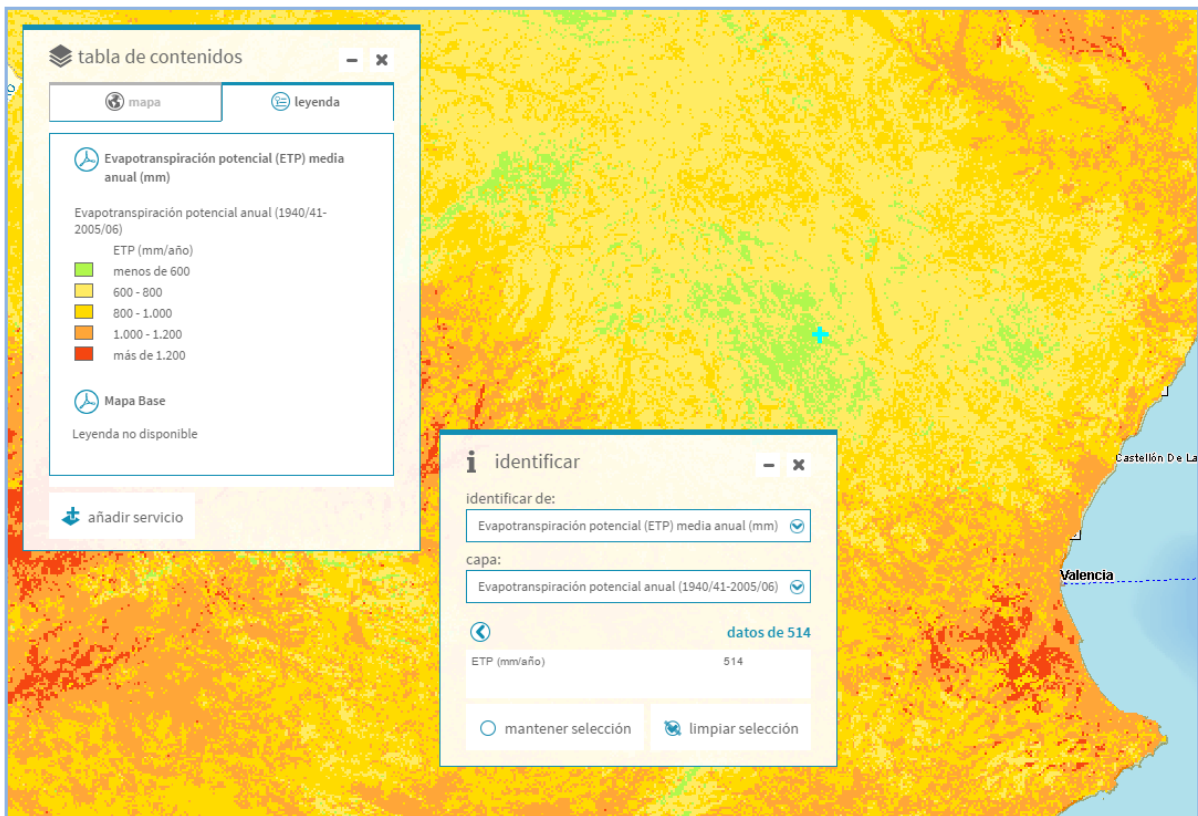 tabla de contenidos
mapa
leyenda
Evapotranspiración potencial (ETP) media
anual (mm)
Evapotranspiración potencial anual (1940/41-
2005/06)
ETP (mm/año)
menos de 600
600 - 800
800 - 1.000
1.000 - 1.200
más de 1.200
Mapa Base
Leyenda no disponible
añadir servicio
identificar
identificar de:
Evapotranspiración potencial (ETP) media anual (mm)
capa:
Evapotranspiración potencial anual (1940/41-2005/06)
datos de 514
ETP (mm/año) 514
mantener selección
limpiar selección
Castellón De La
Valencia